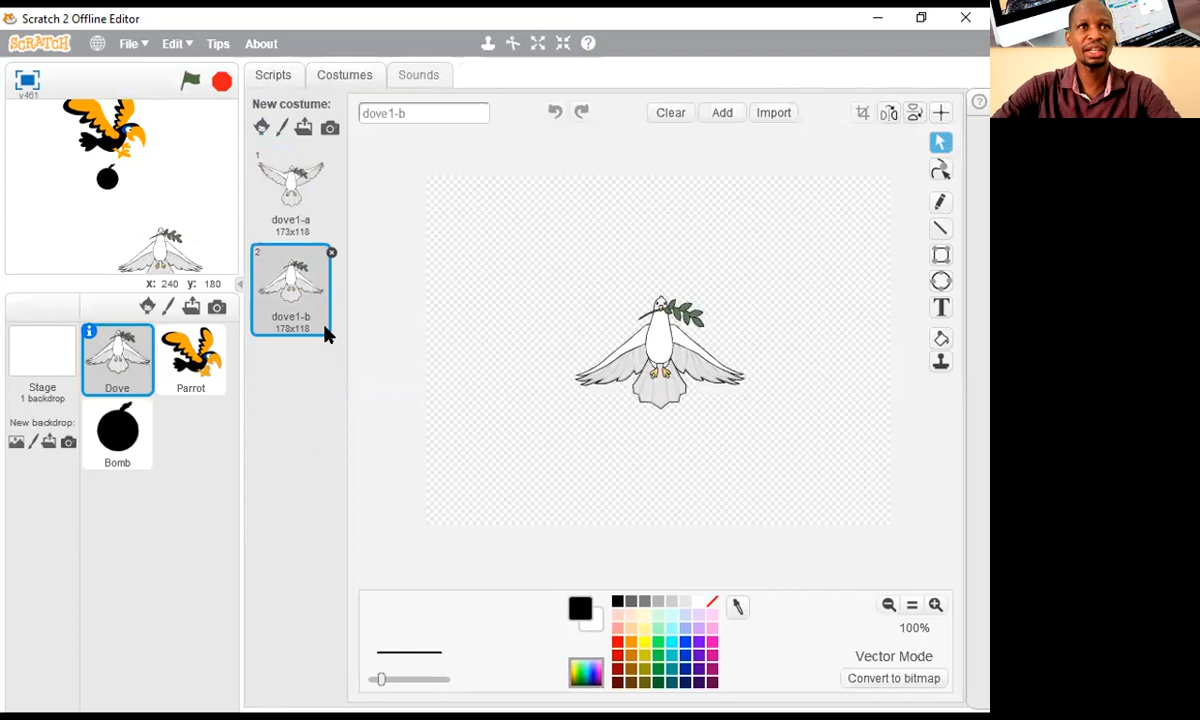 Scratch 2 Offline Editor
SCRATCH File Edit Tips About
v461
Scripts Costumes Sounds
New costume:
dove1-b
Clear Add Import
1
dove1-a
173x118
2
dove1-b
178x118
x: 240 y: 180
Stage
1 backdrop
New backdrop:
Dove
Parrot
Bomb
T
100%
Vector Mode
Convert to bitmap